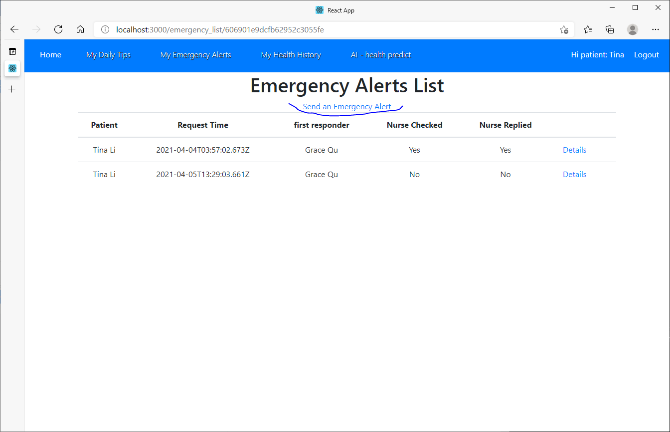 React App
localhost:3000/emergency_list/606901e9dcfb62952c3055fe
Home My Daily Tips My Emergency Alerts My Health History AI - health predict Hi patient: Tina Logout
Emergency Alerts List
Send an Emergency Alert
Patient Request Time first responder Nurse Checked Nurse Replied
Tina Li 2021-04-04T03:57:02.673Z Grace Qu Yes Yes Details
Tina Li 2021-04-05T13:29:03.661Z Grace Qu No No Details